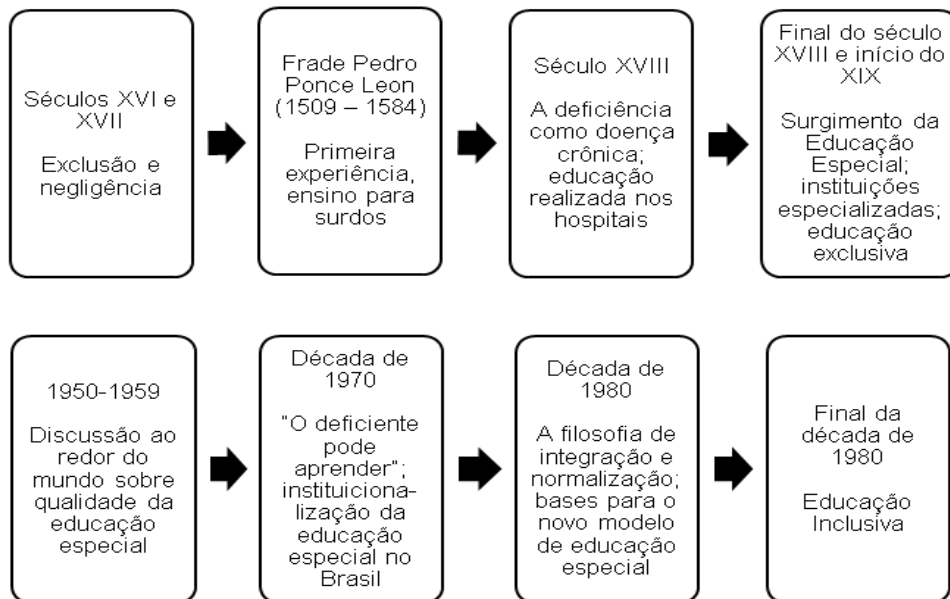 Séculos XVI e
XVII
Exclusão e
negligência
Frade Pedro
Ponce Leon
(1509 – 1584)
Primeira
experiência,
ensino para
surdos
Século XVIII
A deficiência
como doença
crônica;
educação
realizada nos
hospitais
Final do século
XVIII e início do
XIX
Surgimento da
Educação
Especial;
instituições
especializadas;
educação
exclusiva
1950-1959
Discussão ao
redor do
mundo sobre
qualidade da
educação
especial
Década de
1970
"O deficiente
pode
aprender";
instituiciona-
lização da
educação
especial no
Brasil
Década de
1980
A filosofia de
integração e
normalização;
bases para o
novo modelo
de educação
especial
Final da
década de
1980
Educação
Inclusiva